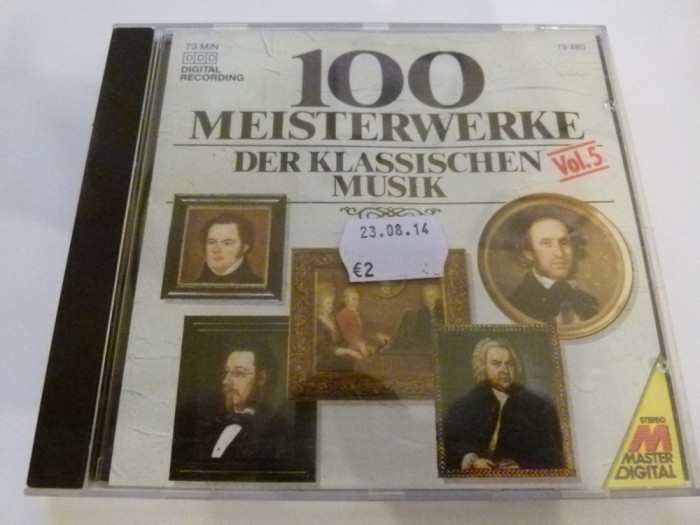 73 MIN
DDD
DIGITAL
RECORDING
19 480
100
MEISTERWERKE
DER KLASSISCHEN
MUSIK
Vol.5
23.08.14
€2
STEREO
M
MASTER
DIGITAL